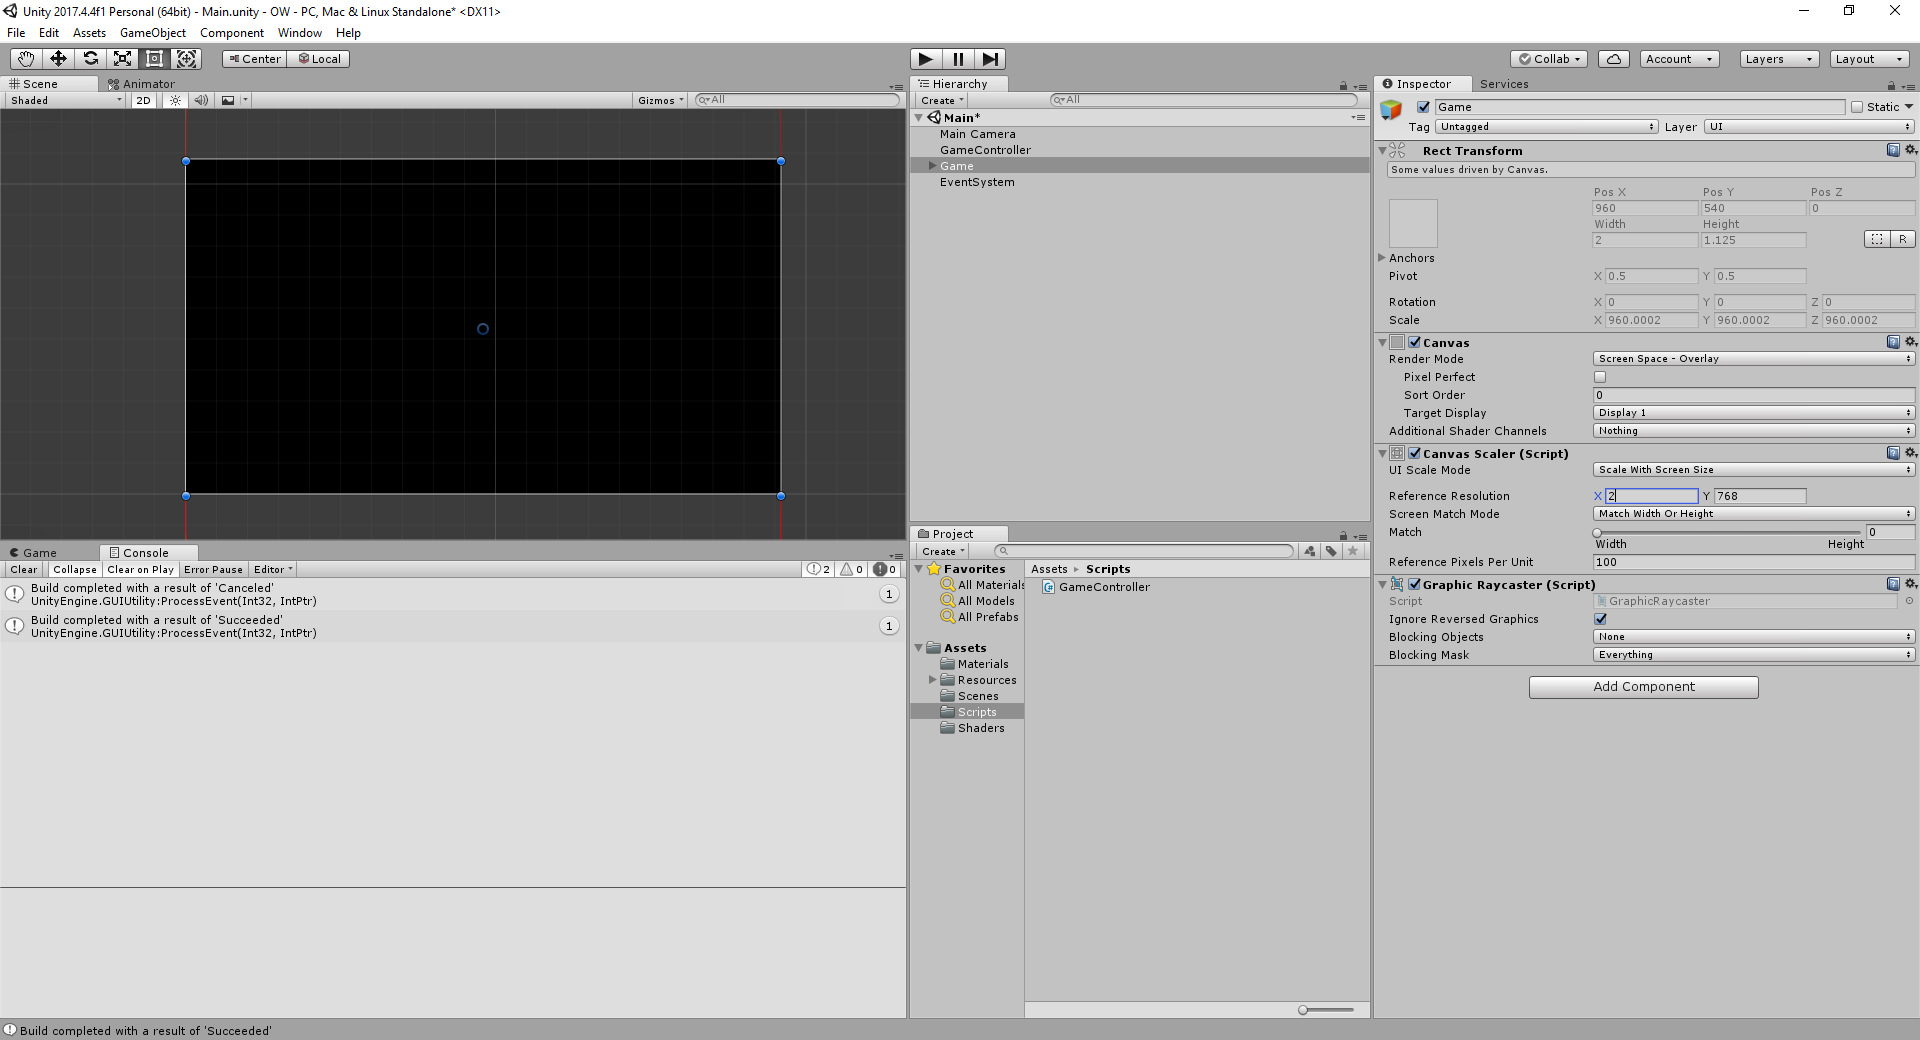 Unity 2017.4.4f1 Personal (64bit) - Main.unity - OW - PC, Mac & Linux Standalone* <DX11>
File Edit Assets GameObject Component Window Help
Center Local
Collab Account Layers Layout
Scene Animator
Shaded 2D Gizmos All
Hierarchy
Create All
Main*
Main Camera
GameController
Game
EventSystem
Inspector Services
Game Static
Tag Untagged Layer UI
Rect Transform
Some values driven by Canvas.
Pos X Pos Y Pos Z
960 540 0
Width Height
2 1.125
R
Anchors
Pivot X 0.5 Y 0.5
Rotation X 0 Y 0 Z 0
Scale X 960.0002 Y 960.0002 Z 960.0002
Canvas
Render Mode Screen Space - Overlay
Pixel Perfect
Sort Order 0
Target Display Display 1
Additional Shader Channels Nothing
Canvas Scaler (Script)
UI Scale Mode Scale With Screen Size
Reference Resolution X 2 Y 768
Screen Match Mode Match Width Or Height
Match 0
Width Height
Reference Pixels Per Unit 100
Graphic Raycaster (Script)
Script GraphicRaycaster
Ignore Reversed Graphics
Blocking Objects None
Blocking Mask Everything
Add Component
Game Console
Clear Collapse Clear on Play Error Pause Editor 2 0 0
Build completed with a result of 'Canceled'
UnityEngine.GUIUtility:ProcessEvent(Int32, IntPtr)
1
Build completed with a result of 'Succeeded'
UnityEngine.GUIUtility:ProcessEvent(Int32, IntPtr)
1
Project
Create
Favorites
All Materials
All Models
All Prefabs
Assets
Materials
Resources
Scenes
Scripts
Shaders
Assets Scripts
GameController
Build completed with a result of 'Succeeded'